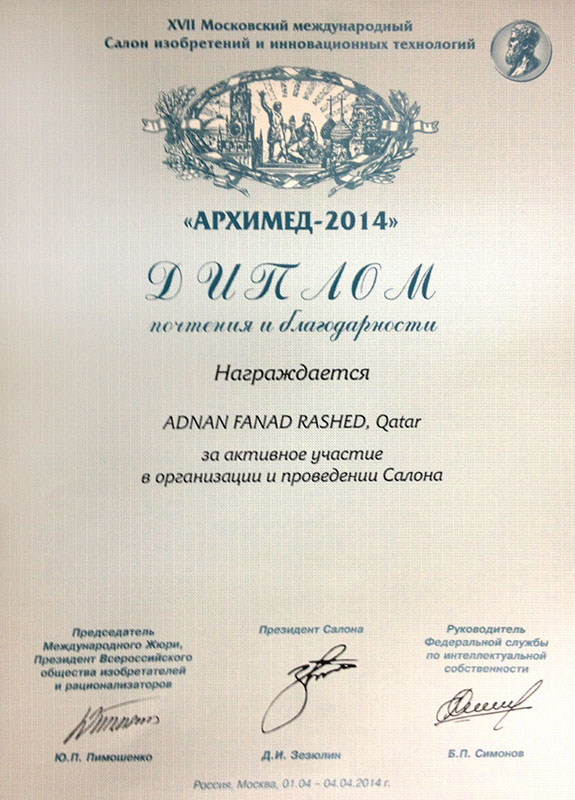 XVII Московский международный
Салон изобретений и инновационных технологий
«АРХИМЕД-2014»
ДИПЛОМ
почтения и благодарности
Награждается
ADNAN FANAD RASHED, Qatar
за активное участие
в организации и проведении Салона
Председатель
Международного Жюри,
Президент Всероссийского
общества изобретателей
и рационализаторов
Ю.П. Пимошенко
Президент Салона
Д.И. Зезюлин
Руководитель
Федеральной службы
по интеллектуальной
собственности
Б.П. Симонов
Россия, Москва, 01.04 – 04.04.2014 г.